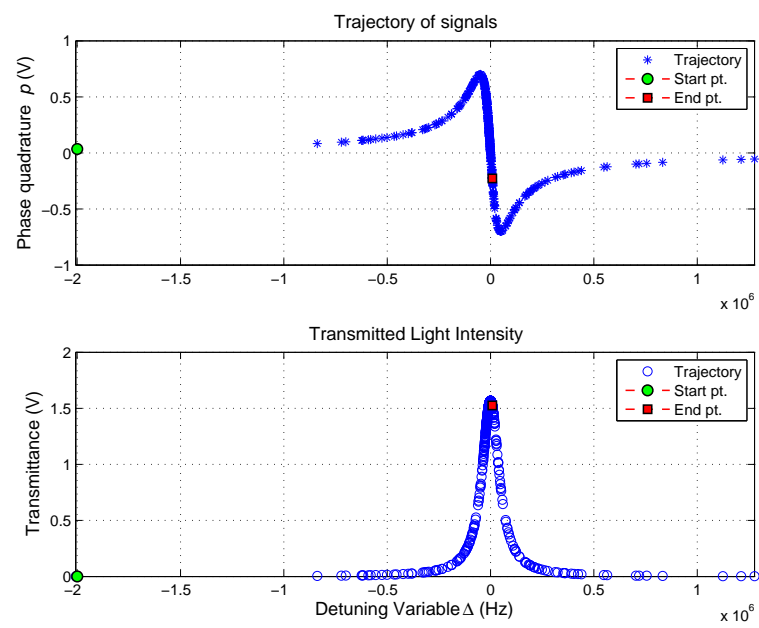 Trajectory of signals
Phase quadrature p (V)
1
0.5
0
−0.5
−1
−2 −1.5 −1 −0.5 0 0.5 1
x 10^6
Trajectory
Start pt.
End pt.
Transmitted Light Intensity
Transmittance (V)
2
1.5
1
0.5
0
−2 −1.5 −1 −0.5 0 0.5 1
x 10^6
Detuning Variable Δ (Hz)
Trajectory
Start pt.
End pt.